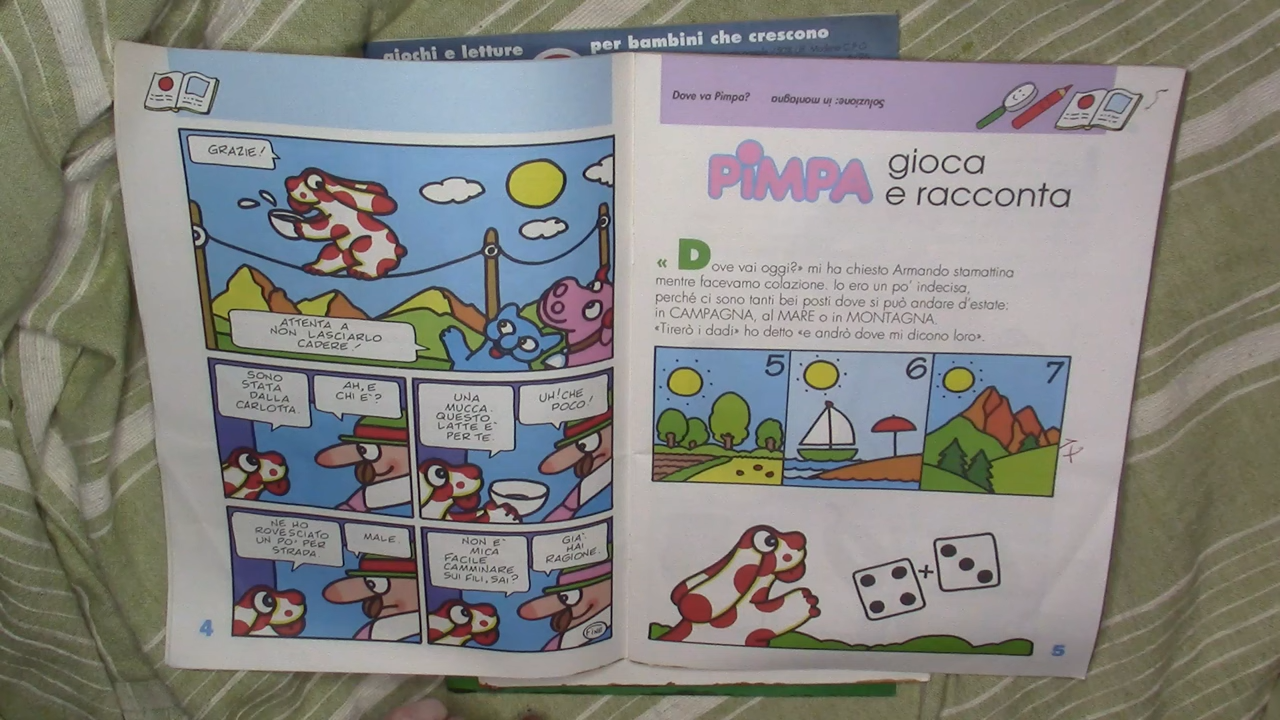 giochi e letture
per bambini che crescono
GRAZIE!
ATTENTA A
NON LASCIARLO
CADERE!
SONO
STATA
DALLA
CARLOTTA.
AH, E
CHI E`?
UNA
MUCCA.
QUESTO
LATTE E`
PER TE.
UH! CHE
POCO!
NE HO
ROVESCIATO
UN PO' PER
STRADA
MALE.
NON E`
MICA
FACILE
CAMMINARE
SUI FILI, SAI?
GIA`
HAI
RAGIONE.
FINE
4
Dove va Pimpa?
Soluzione: in montagna
PiMPA
gioca
e racconta
« Dove vai oggi?» mi ha chiesto Armando stamattina
mentre facevamo colazione. Io ero un po' indecisa,
perché ci sono tanti bei posti dove si può andare d'estate:
in CAMPAGNA, al MARE o in MONTAGNA.
«Tirerò i dadi» ho detto «e andrò dove mi dicono loro».
5
6
7
+
5